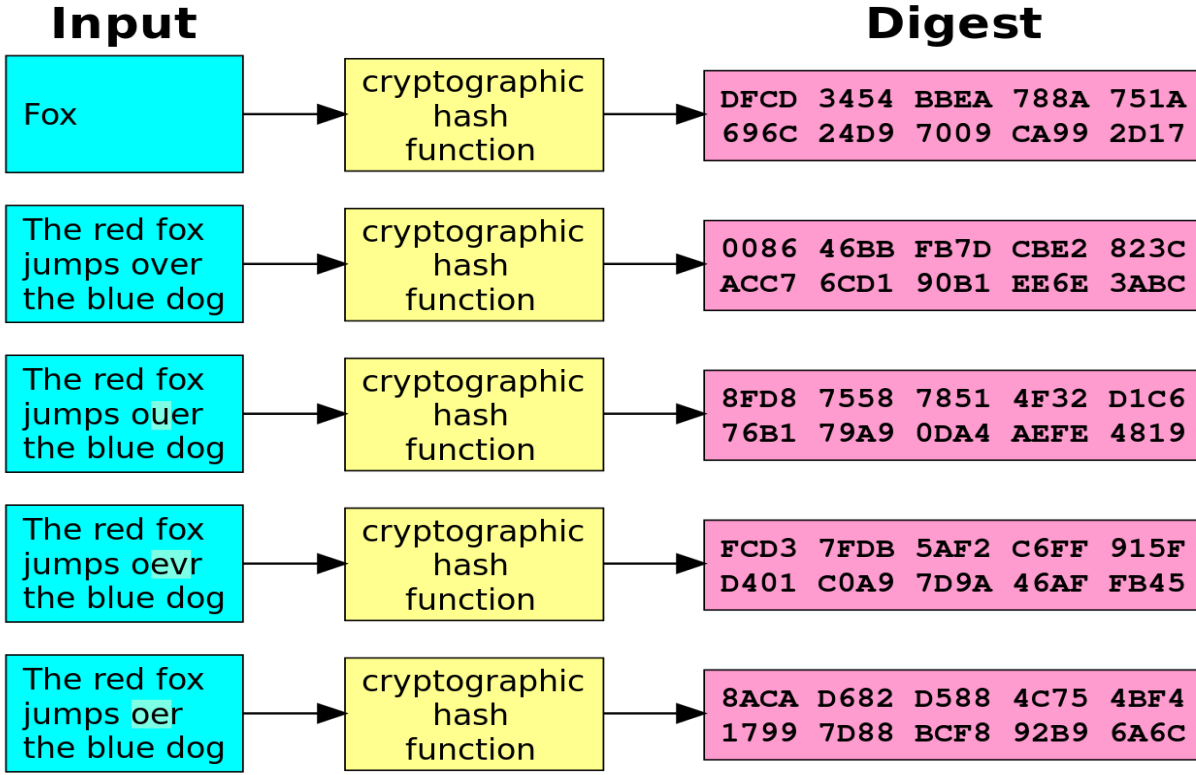 Input
Digest
Fox
cryptographic
hash
function
DFCD 3454 BBEA 788A 751A
696C 24D9 7009 CA99 2D17
The red fox
jumps over
the blue dog
cryptographic
hash
function
0086 46BB FB7D CBE2 823C
ACC7 6CD1 90B1 EE6E 3ABC
The red fox
jumps ouer
the blue dog
cryptographic
hash
function
8FD8 7558 7851 4F32 D1C6
76B1 79A9 0DA4 AEFE 4819
The red fox
jumps oevr
the blue dog
cryptographic
hash
function
FCD3 7FDB 5AF2 C6FF 915F
D401 C0A9 7D9A 46AF FB45
The red fox
jumps oer
the blue dog
cryptographic
hash
function
8ACA D682 D588 4C75 4BF4
1799 7D88 BCF8 92B9 6A6C